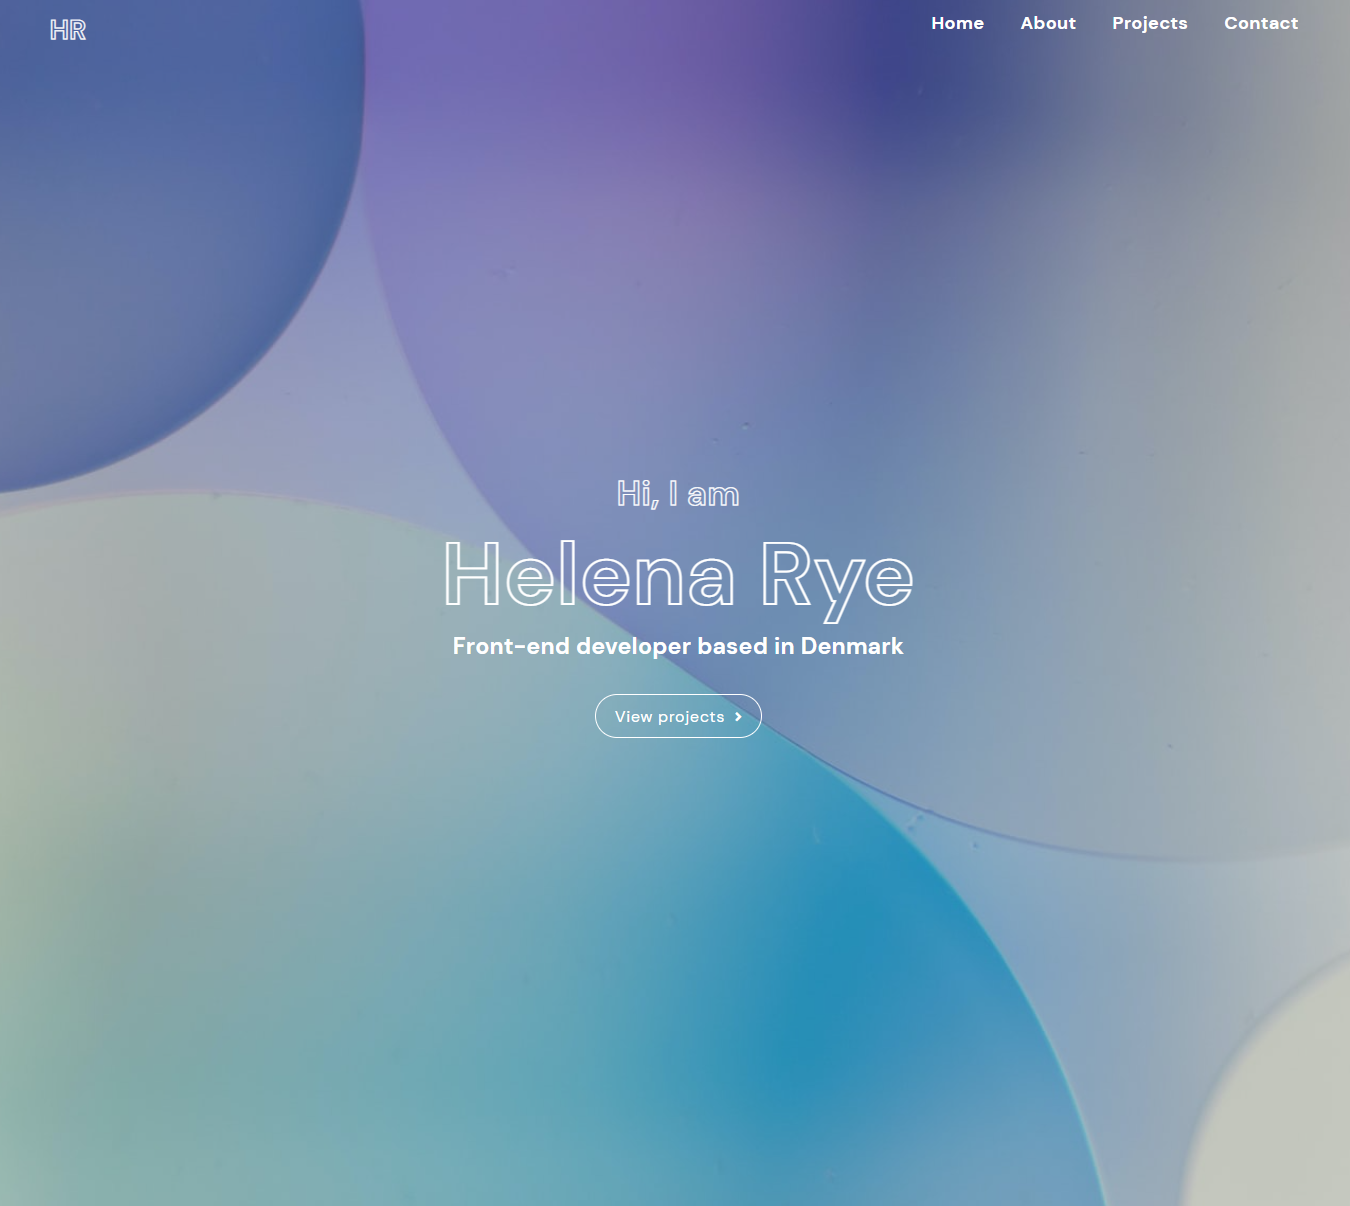 HR
Home About Projects Contact
Hi, I am
Helena Rye
Front-end developer based in Denmark
View projects